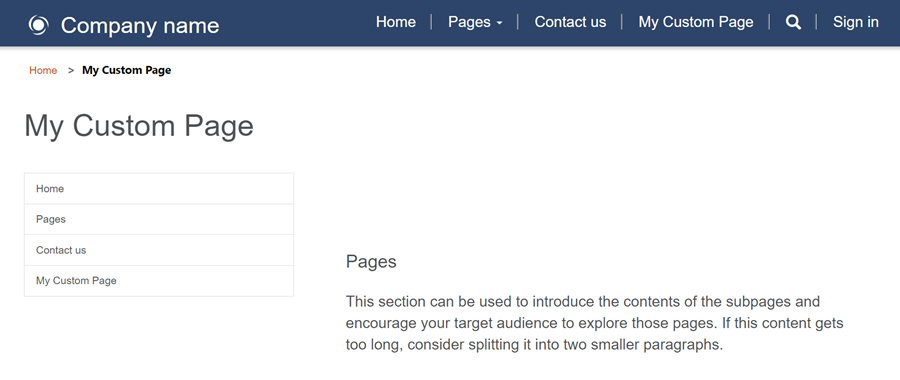 Company name
Home
Pages
Contact us
My Custom Page
Sign in
Home > My Custom Page
My Custom Page
Home
Pages
Contact us
My Custom Page
Pages
This section can be used to introduce the contents of the subpages and
encourage your target audience to explore those pages. If this content gets
too long, consider splitting it into two smaller paragraphs.